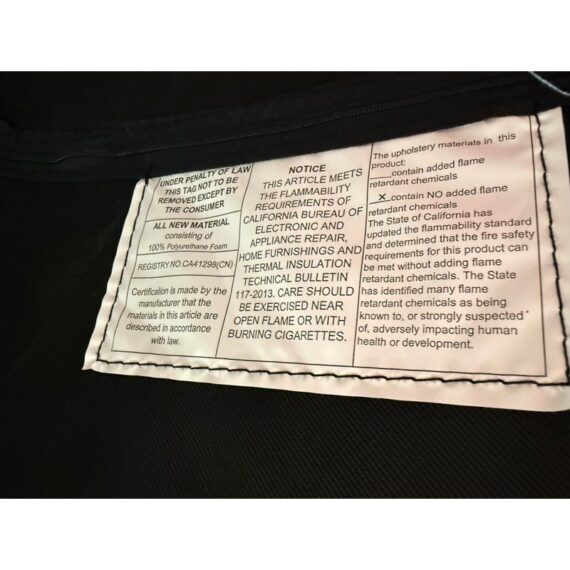 UNDER PENALTY OF LAW
THIS TAG NOT TO BE
REMOVED EXCEPT BY
THE CONSUMER
ALL NEW MATERIAL
consisting of
100% Polyurethane Foam
REGISTRY NO.CA41298(CN)
Certification is made by the
manufacturer that the
materials in this article are
described in accordance
with law.
NOTICE
THIS ARTICLE MEETS
THE FLAMMABILITY
REQUIREMENTS OF
CALIFORNIA BUREAU OF
ELECTRONIC AND
APPLIANCE REPAIR,
HOME FURNISHINGS AND
THERMAL INSULATION
TECHNICAL BULLETIN
117-2013. CARE SHOULD
BE EXERCISED NEAR
OPEN FLAME OR WITH
BURNING CIGARETTES.
The upholstery materials in this
product:
____contain added flame
retardant chemicals
_X_contain NO added flame
retardant chemicals
The State of California has
updated the flammability standard
and determined that the fire safety
requirements for this product can
be met without adding flame
retardant chemicals. The State
has identified many flame
retardant chemicals as being
known to, or strongly suspected
of, adversely impacting human
health or development.